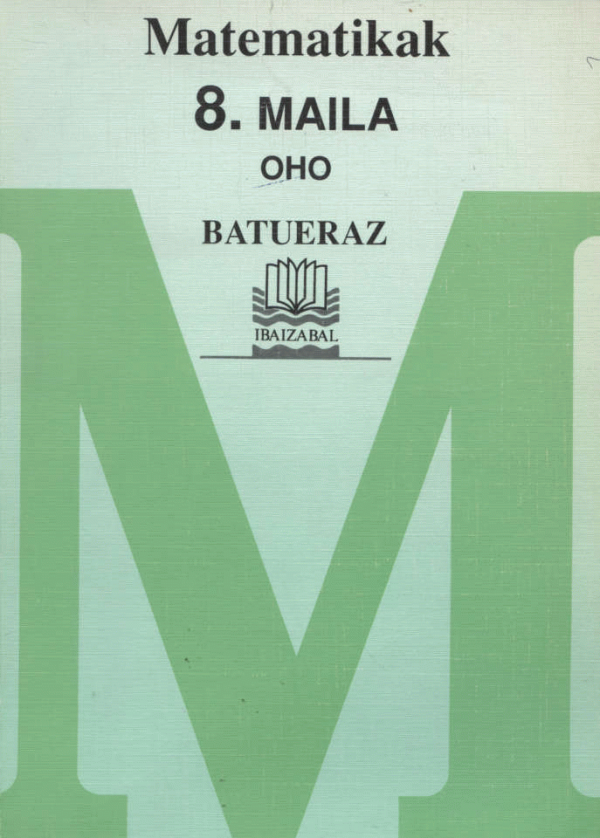 Matematikak
8. MAILA
OHO
BATUERAZ
IBAIZABAL
M